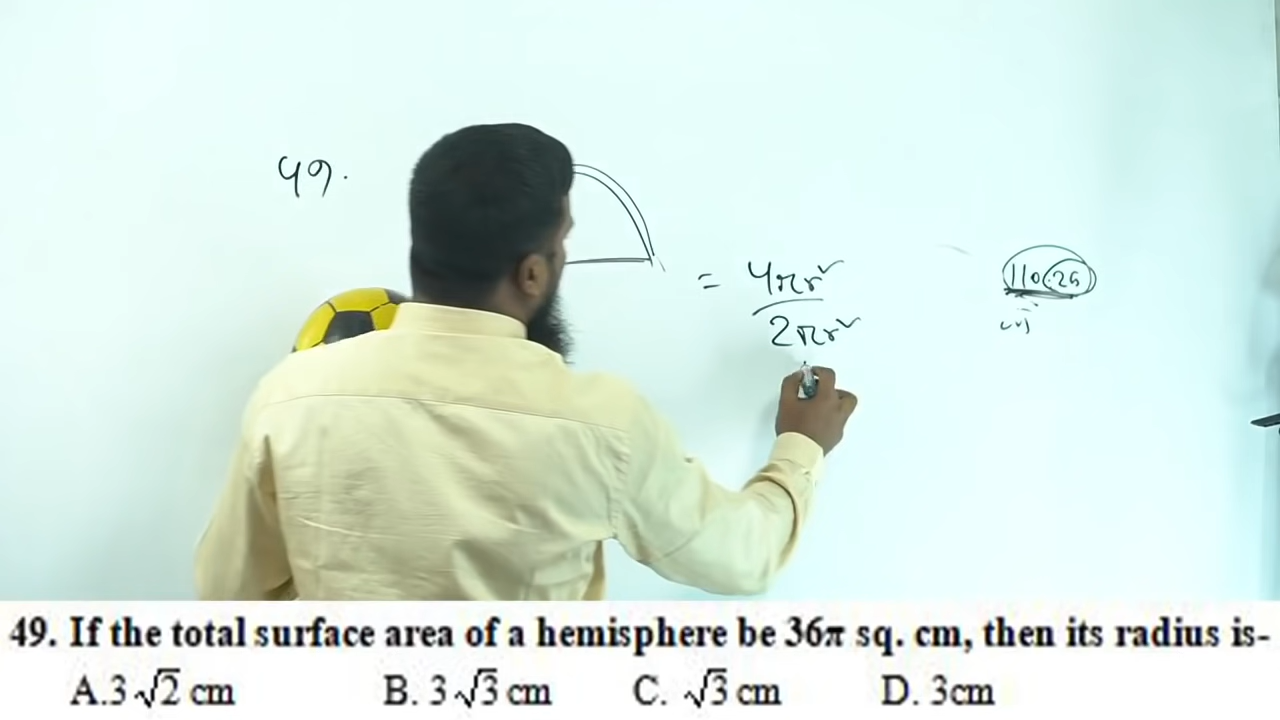 49.
= 4πr²
2πr²
110.25
49. If the total surface area of a hemisphere be 36π sq. cm, then its radius is-
A.3√2 cm B. 3√3 cm C. √3 cm D. 3cm